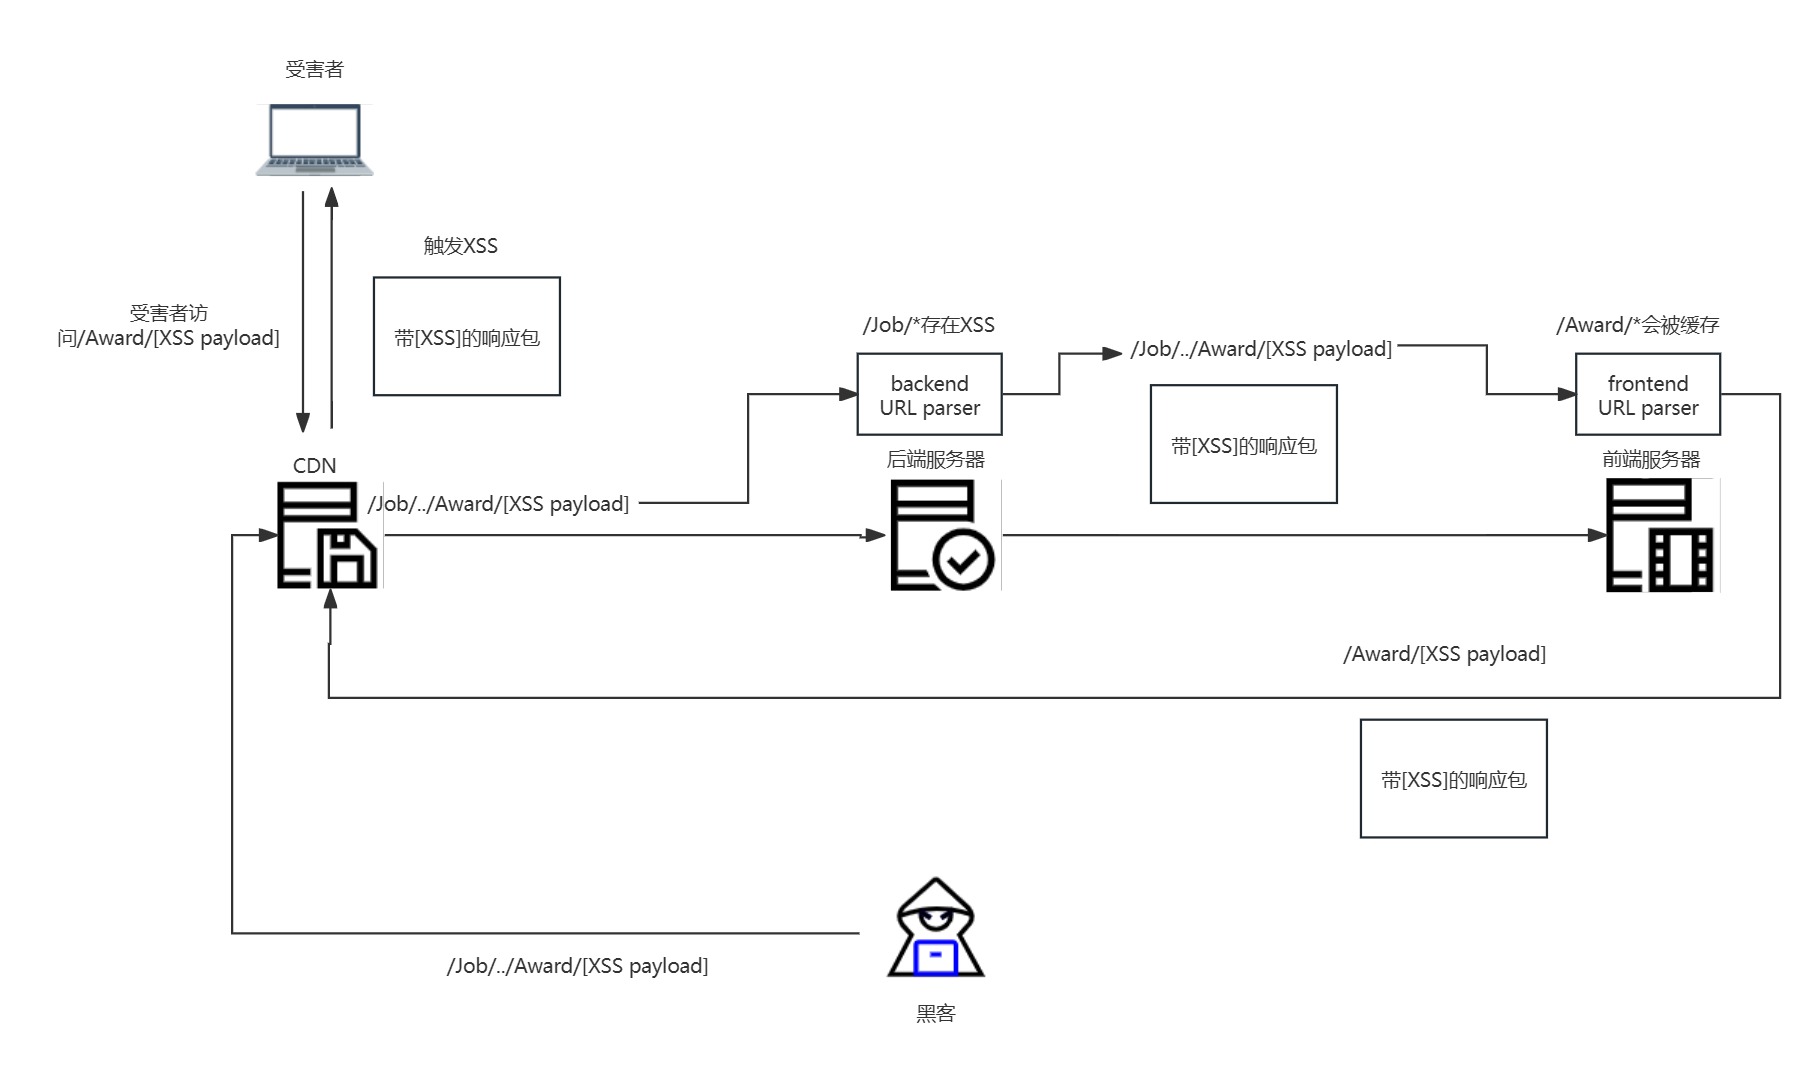 受害者
触发XSS
受害者访
问/Award/[XSS payload]
带[XSS]的响应包
/Job/*存在XSS
/Award/*会被缓存
/Job/../Award/[XSS payload]
backend
URL parser
frontend
URL parser
带[XSS]的响应包
后端服务器
前端服务器
CDN
/Job/../Award/[XSS payload]
/Award/[XSS payload]
带[XSS]的响应包
/Job/../Award/[XSS payload]
黑客